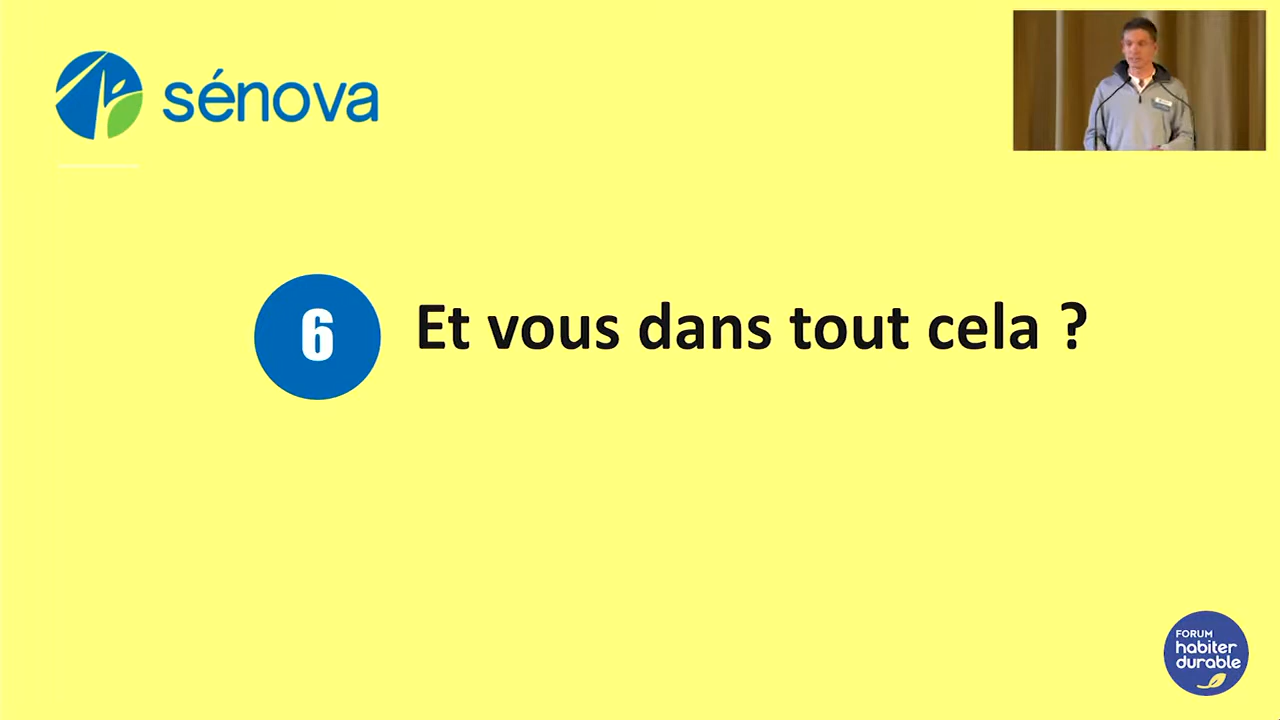 sénova
6
Et vous dans tout cela ?
FORUM
habiter
durable